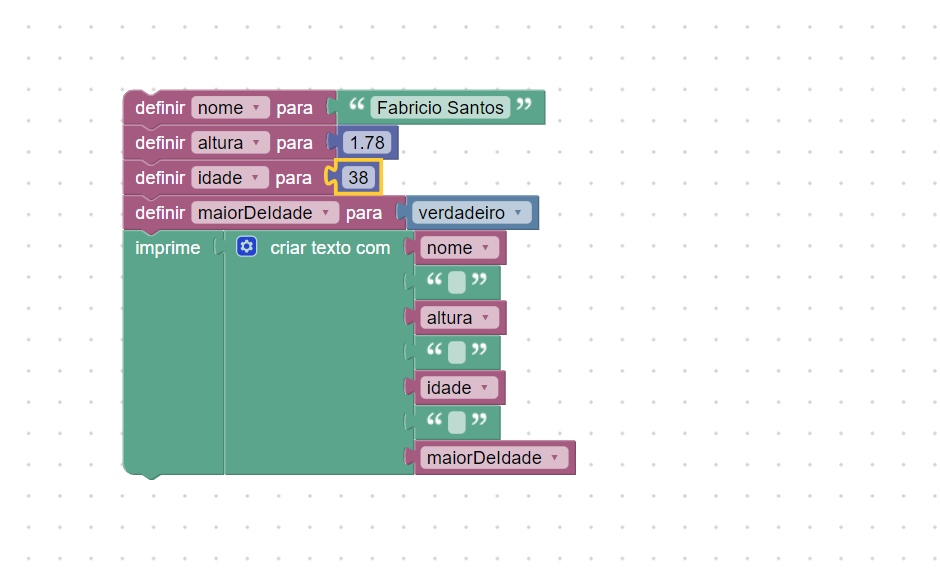 definir nome para “ Fabricio Santos ”
definir altura para 1.78
definir idade para 38
definir maiorDeIdade para verdadeiro
imprime criar texto com nome
“ ”
altura
“ ”
idade
“ ”
maiorDeIdade